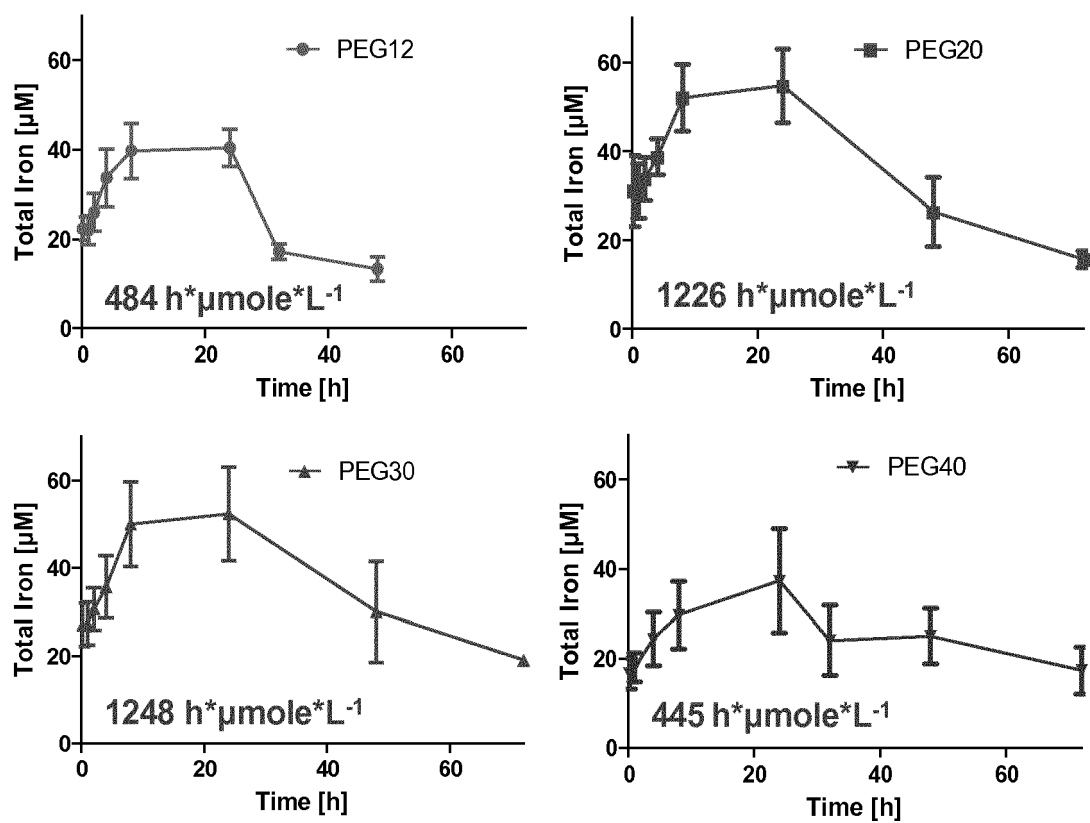 PEG12
Total Iron [µM]
60
40
20
0
484 h*µmole*L-1
0 20 40 60
Time [h]
PEG20
Total Iron [µM]
60
40
20
0
1226 h*µmole*L-1
0 20 40 60
Time [h]
PEG30
Total Iron [µM]
60
40
20
0
1248 h*µmole*L-1
0 20 40 60
Time [h]
PEG40
Total Iron [µM]
60
40
20
0
445 h*µmole*L-1
0 20 40 60
Time [h]